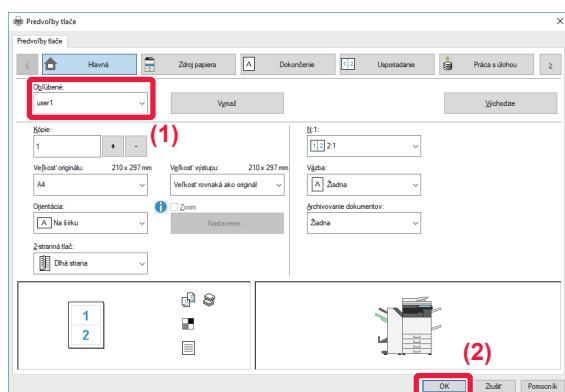 Predvoľby tlače
Predvoľby tlače
Hlavná Zdroj papiera Dokončenie Usporiadanie Práca s úlohou
Obľúbené:
user1 Vymaž Východzie
(1)
Kópie: N:1:
1 + - 2:1
Veľkosť originálu: 210 x 297 mm Veľkosť výstupu: 210 x 297 mm Väzba:
A4 Veľkosť rovnaká ako originál Žiadna
Orientácia: Zoom Archivovanie dokumentov:
Na šírku Nastavenie... Žiadna
2-stranná tlač:
Dlhá strana
1
2
(2)
OK Zrušiť Pomocník